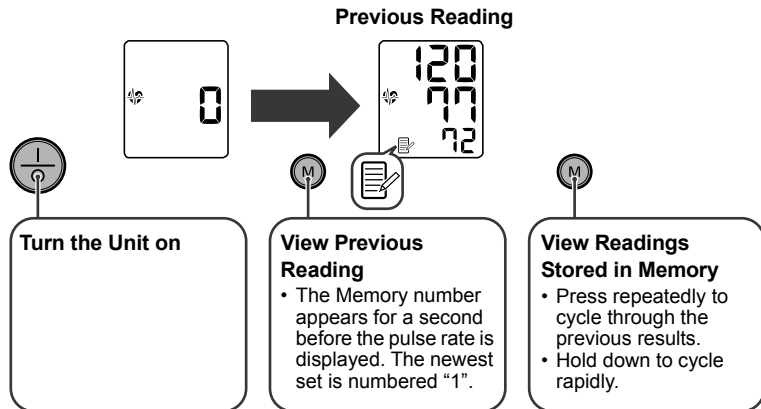 Previous Reading
0
120
77
72
M
M
Turn the Unit on
View Previous
Reading
• The Memory number
appears for a second
before the pulse rate is
displayed. The newest
set is numbered “1”.
View Readings
Stored in Memory
• Press repeatedly to
cycle through the
previous results.
• Hold down to cycle
rapidly.